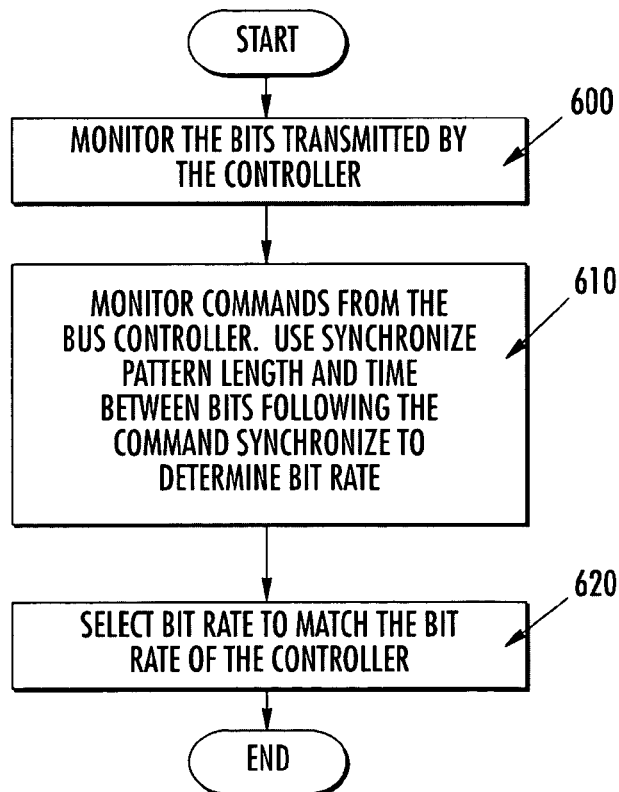 START
600
MONITOR THE BITS TRANSMITTED BY
THE CONTROLLER
610
MONITOR COMMANDS FROM THE
BUS CONTROLLER. USE SYNCHRONIZE
PATTERN LENGTH AND TIME
BETWEEN BITS FOLLOWING THE
COMMAND SYNCHRONIZE TO
DETERMINE BIT RATE
620
SELECT BIT RATE TO MATCH THE BIT
RATE OF THE CONTROLLER
END